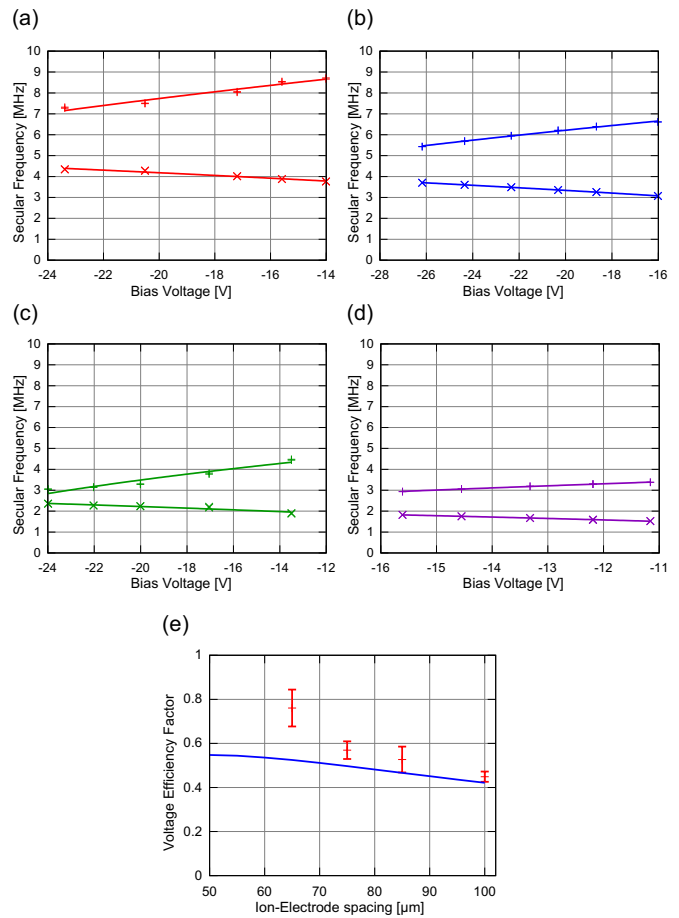 (a)
(b)
10
9
8
7
6
5
4
3
2
1
0
Secular Frequency [MHz]
-24 -22 -20 -18 -16 -14
Bias Voltage [V]
10
9
8
7
6
5
4
3
2
1
0
Secular Frequency [MHz]
-28 -26 -24 -22 -20 -18 -16
Bias Voltage [V]
(c)
(d)
10
9
8
7
6
5
4
3
2
1
0
Secular Frequency [MHz]
-24 -22 -20 -18 -16 -14 -12
Bias Voltage [V]
10
9
8
7
6
5
4
3
2
1
0
Secular Frequency [MHz]
-16 -15 -14 -13 -12 -11
Bias Voltage [V]
(e)
1
0.8
0.6
0.4
0.2
0
Voltage Efficiency Factor
50 60 70 80 90 100
Ion-Electrode spacing [µm]